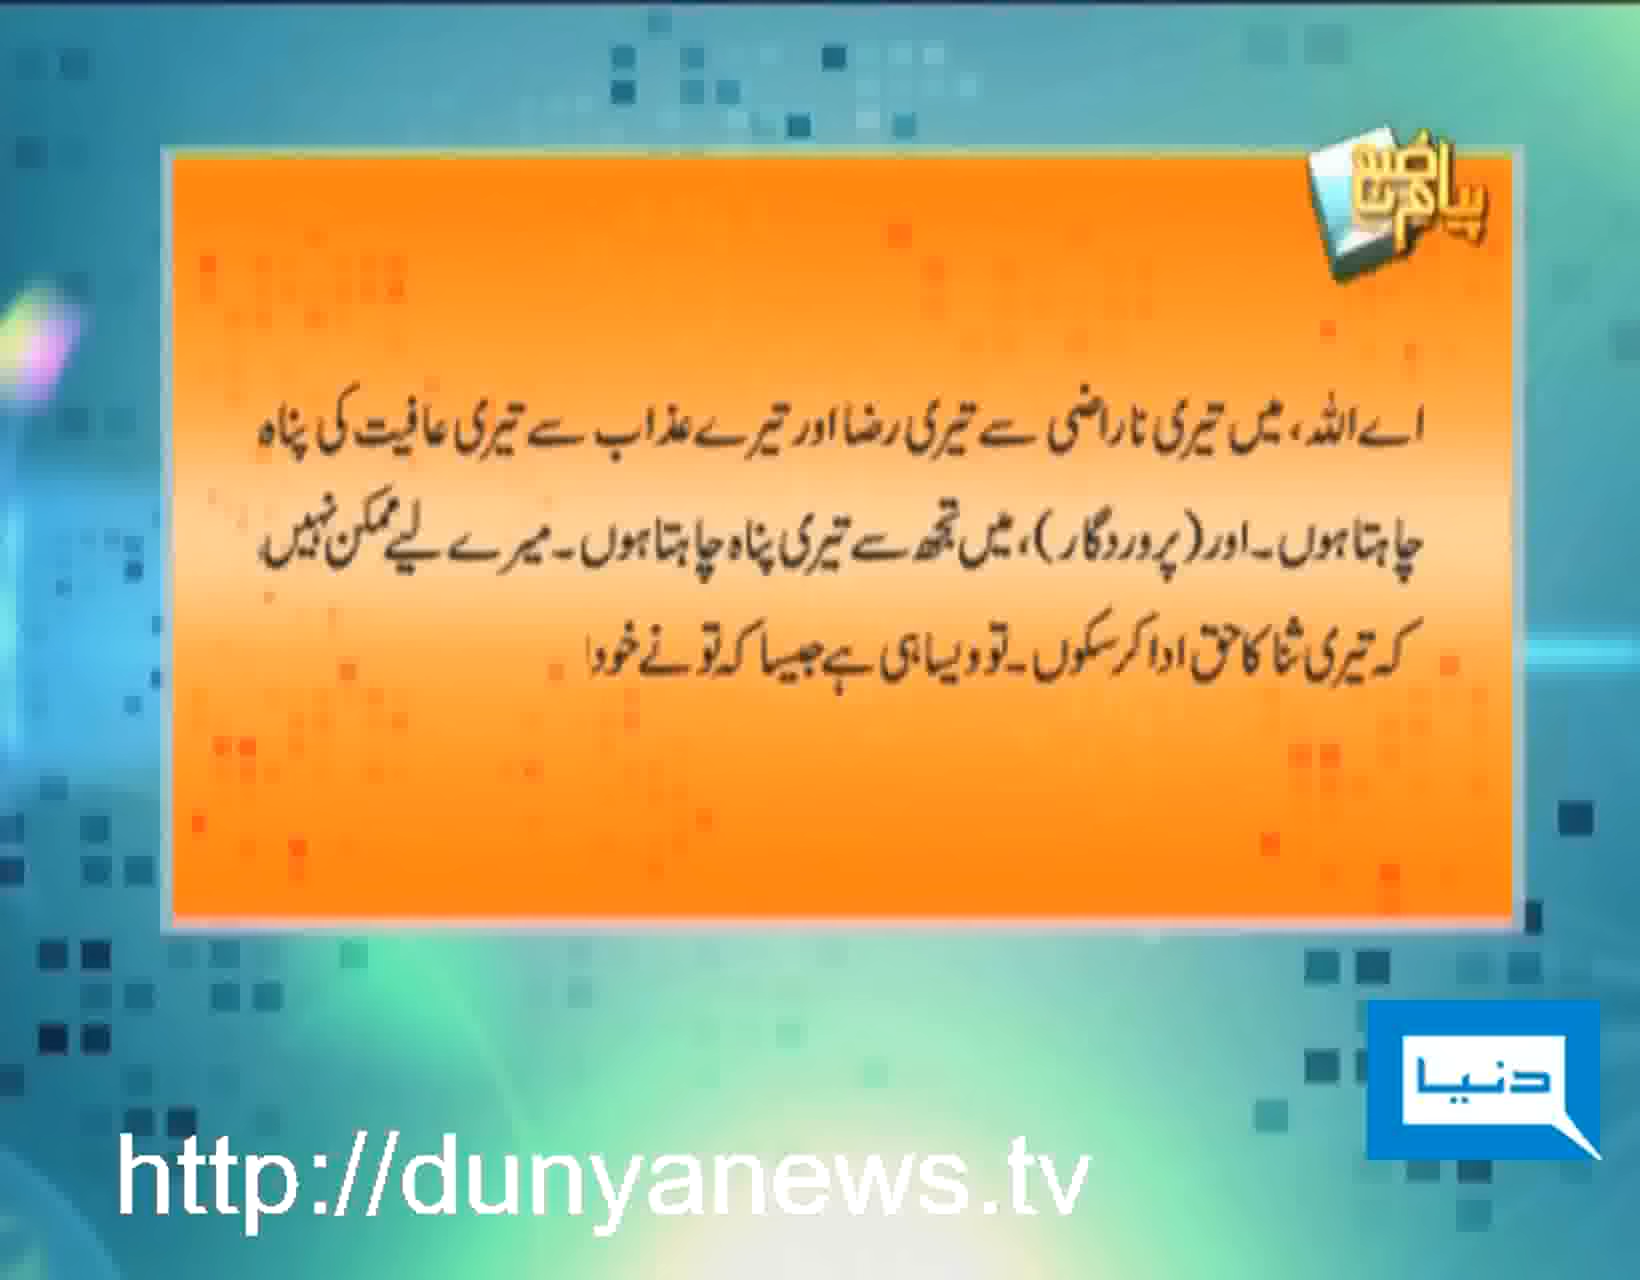 پیام صبح
اے اللہ، میں تیری ناراضی سے تیری رضا اور تیرے عذاب سے تیری عافیت کی پناہ
چاہتا ہوں۔ اور (پروردگار)، میں تجھ سے تیری پناہ چاہتا ہوں۔ میرے لیے ممکن نہیں
کہ تیری ثنا کا حق ادا کر سکوں۔ تو ویسا ہی ہے جیسا کہ تو نے خود
دنیا
http://dunyanews.tv